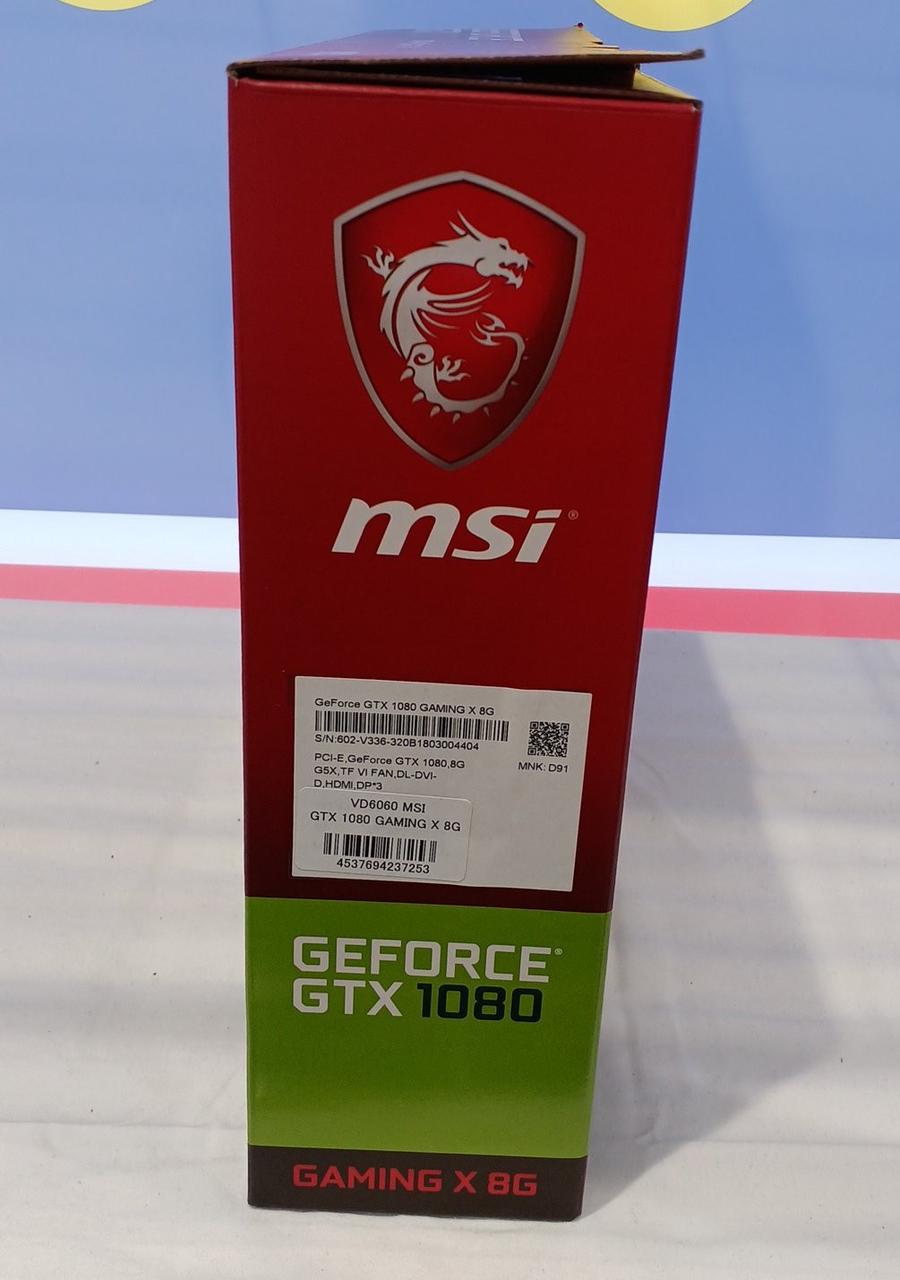 msi®
GeForce GTX 1080 GAMING X 8G
S/N:602-V336-320B1803004404
PCI-E,GeForce GTX 1080,8G
G5X,TF VI FAN,DL-DVI-
D,HDMI,DP*3
MNK: D91
VD6060 MSI
GTX 1080 GAMING X 8G
4537694237253
GEFORCE®
GTX 1080
GAMING X 8G